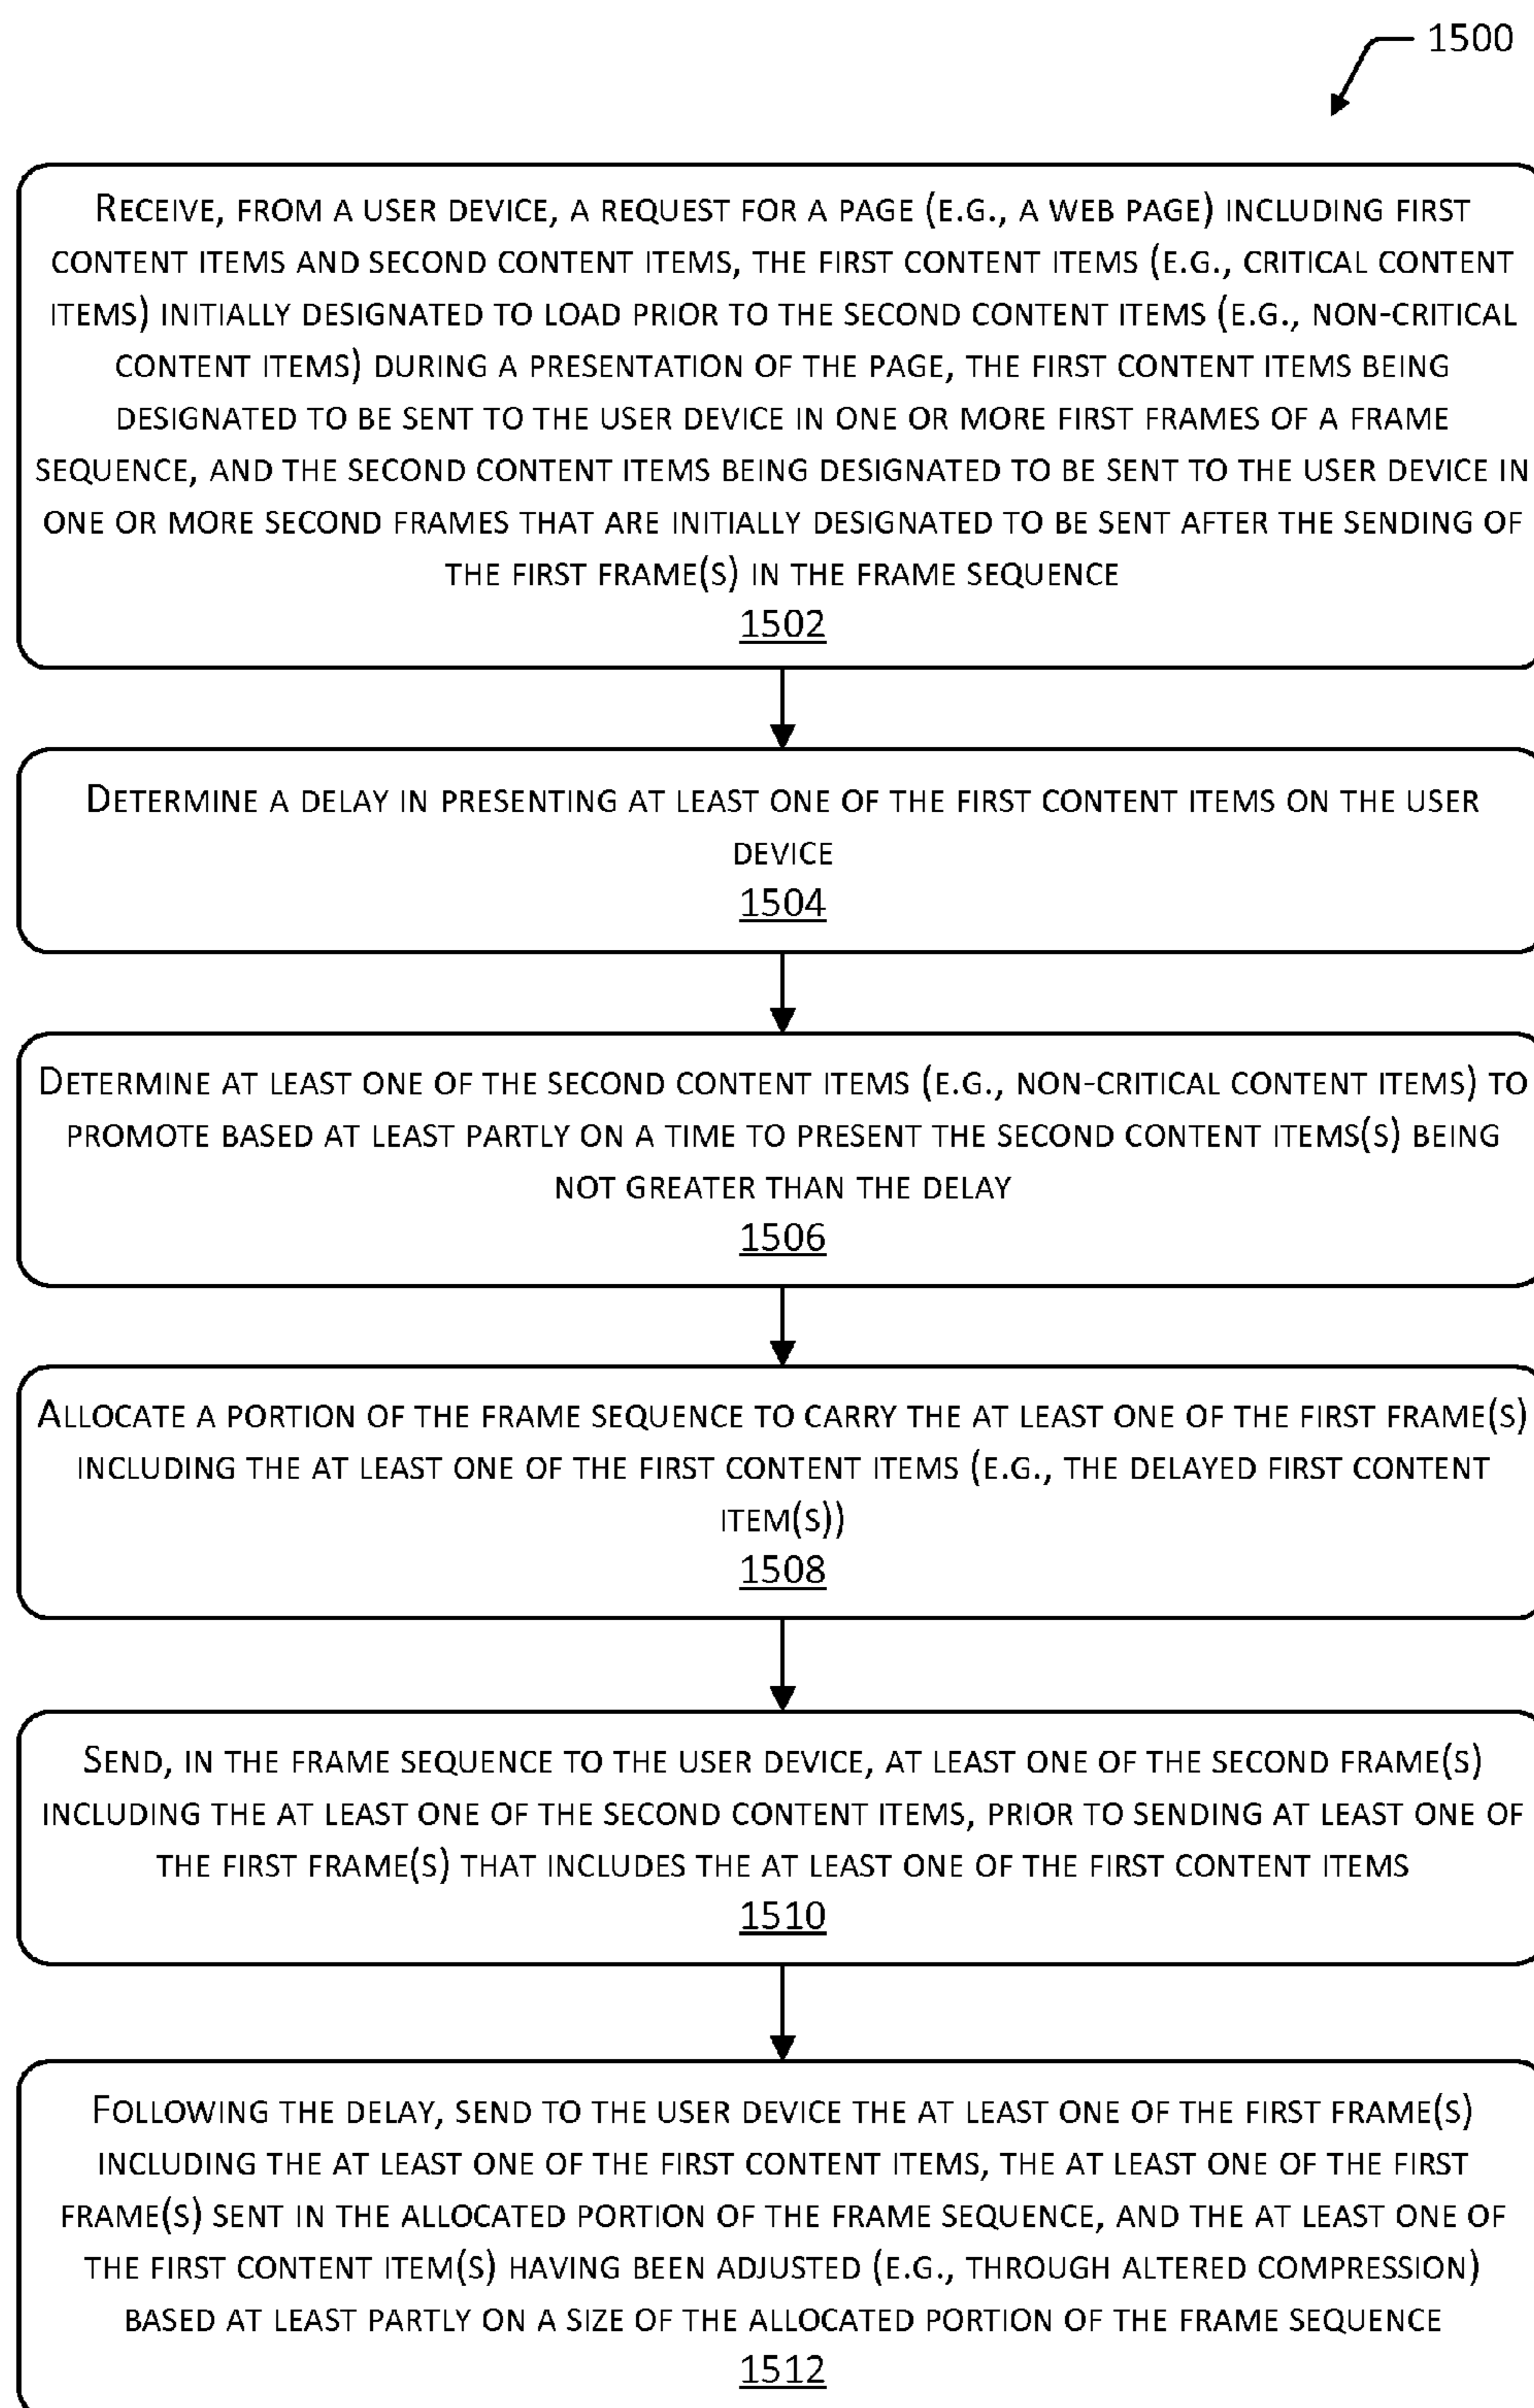 1500
RECEIVE, FROM A USER DEVICE, A REQUEST FOR A PAGE (E.G., A WEB PAGE) INCLUDING FIRST
CONTENT ITEMS AND SECOND CONTENT ITEMS, THE FIRST CONTENT ITEMS (E.G., CRITICAL CONTENT
ITEMS) INITIALLY DESIGNATED TO LOAD PRIOR TO THE SECOND CONTENT ITEMS (E.G., NON-CRITICAL
CONTENT ITEMS) DURING A PRESENTATION OF THE PAGE, THE FIRST CONTENT ITEMS BEING
DESIGNATED TO BE SENT TO THE USER DEVICE IN ONE OR MORE FIRST FRAMES OF A FRAME
SEQUENCE, AND THE SECOND CONTENT ITEMS BEING DESIGNATED TO BE SENT TO THE USER DEVICE IN
ONE OR MORE SECOND FRAMES THAT ARE INITIALLY DESIGNATED TO BE SENT AFTER THE SENDING OF
THE FIRST FRAME(S) IN THE FRAME SEQUENCE
1502
DETERMINE A DELAY IN PRESENTING AT LEAST ONE OF THE FIRST CONTENT ITEMS ON THE USER
DEVICE
1504
DETERMINE AT LEAST ONE OF THE SECOND CONTENT ITEMS (E.G., NON-CRITICAL CONTENT ITEMS) TO
PROMOTE BASED AT LEAST PARTLY ON A TIME TO PRESENT THE SECOND CONTENT ITEMS(S) BEING
NOT GREATER THAN THE DELAY
1506
ALLOCATE A PORTION OF THE FRAME SEQUENCE TO CARRY THE AT LEAST ONE OF THE FIRST FRAME(S)
INCLUDING THE AT LEAST ONE OF THE FIRST CONTENT ITEMS (E.G., THE DELAYED FIRST CONTENT
ITEM(S))
1508
SEND, IN THE FRAME SEQUENCE TO THE USER DEVICE, AT LEAST ONE OF THE SECOND FRAME(S)
INCLUDING THE AT LEAST ONE OF THE SECOND CONTENT ITEMS, PRIOR TO SENDING AT LEAST ONE OF
THE FIRST FRAME(S) THAT INCLUDES THE AT LEAST ONE OF THE FIRST CONTENT ITEMS
1510
FOLLOWING THE DELAY, SEND TO THE USER DEVICE THE AT LEAST ONE OF THE FIRST FRAME(S)
INCLUDING THE AT LEAST ONE OF THE FIRST CONTENT ITEMS, THE AT LEAST ONE OF THE FIRST
FRAME(S) SENT IN THE ALLOCATED PORTION OF THE FRAME SEQUENCE, AND THE AT LEAST ONE OF
THE FIRST CONTENT ITEM(S) HAVING BEEN ADJUSTED (E.G., THROUGH ALTERED COMPRESSION)
BASED AT LEAST PARTLY ON A SIZE OF THE ALLOCATED PORTION OF THE FRAME SEQUENCE
1512